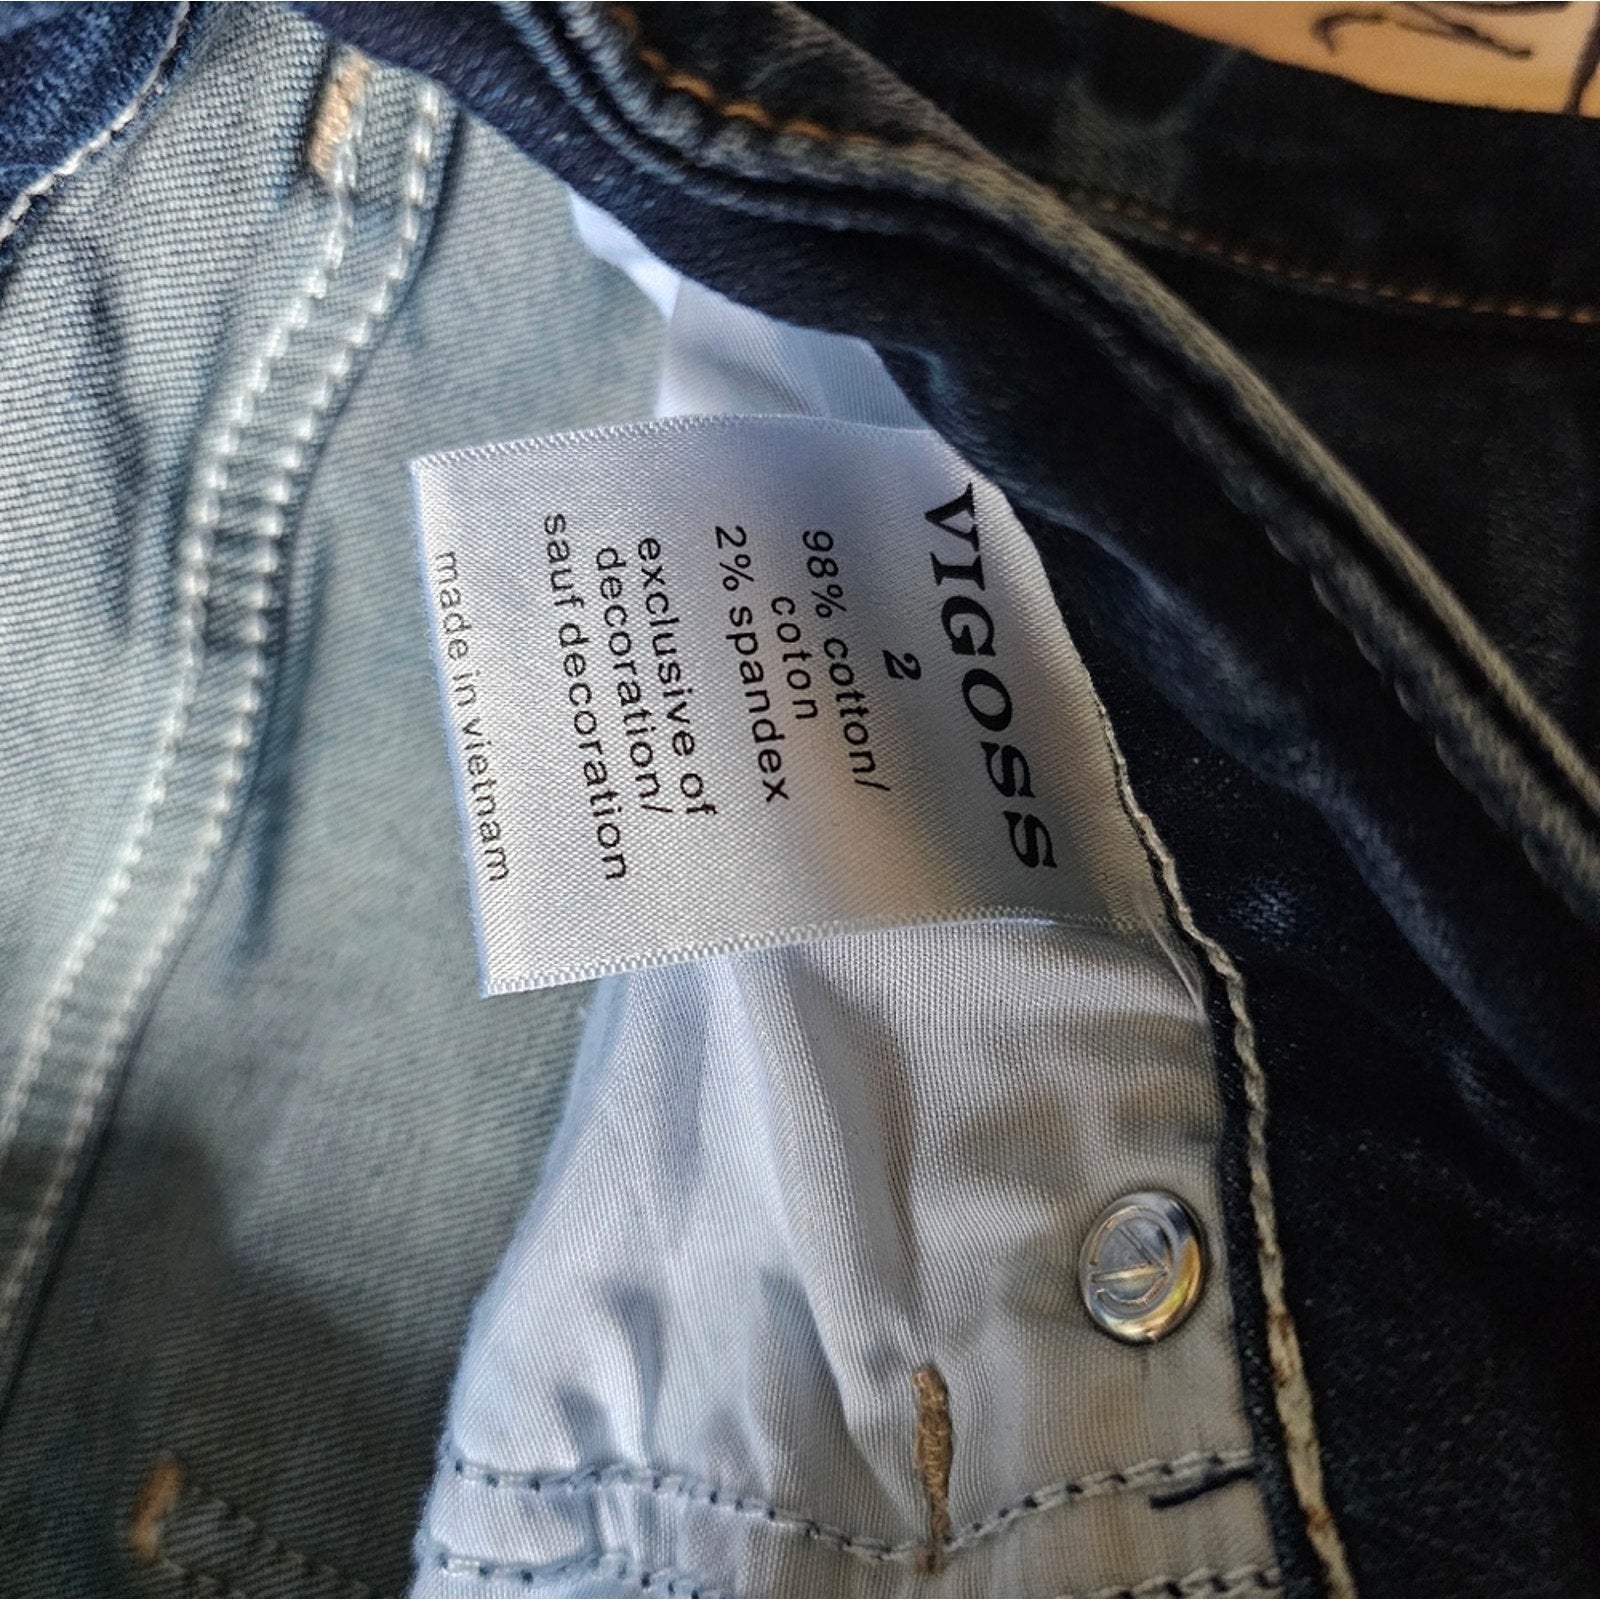 VIGOSS
2
98% cotton/
coton
2% spandex
exclusive of
decoration/
sauf decoration
made in vietnam